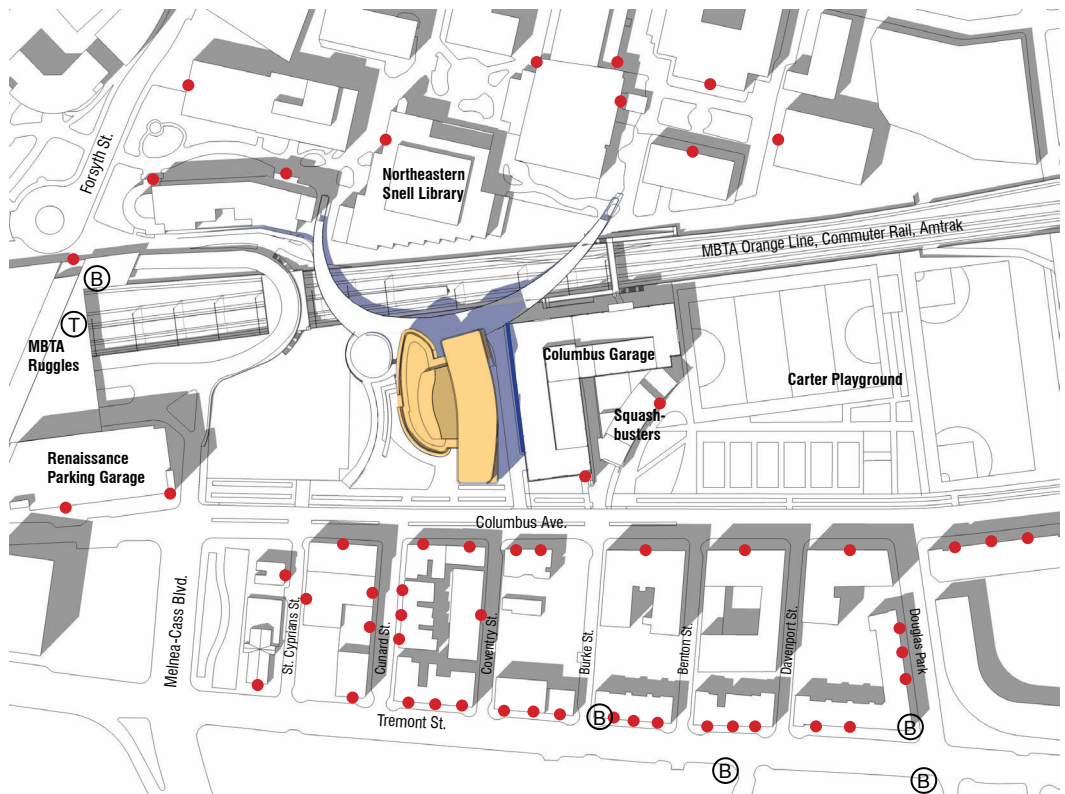 Forsyth St.
Northeastern
Snell Library
MBTA Orange Line, Commuter Rail, Amtrak
B
T
MBTA
Ruggles
Columbus Garage
Carter Playground
Squash-
busters
Renaissance
Parking Garage
Columbus Ave.
Melnea-Cass Blvd.
St. Cyprians St.
Cunard St.
Coventry St.
Burke St.
Benton St.
Davenport St.
Douglas Park
Tremont St.
B
B
B
B